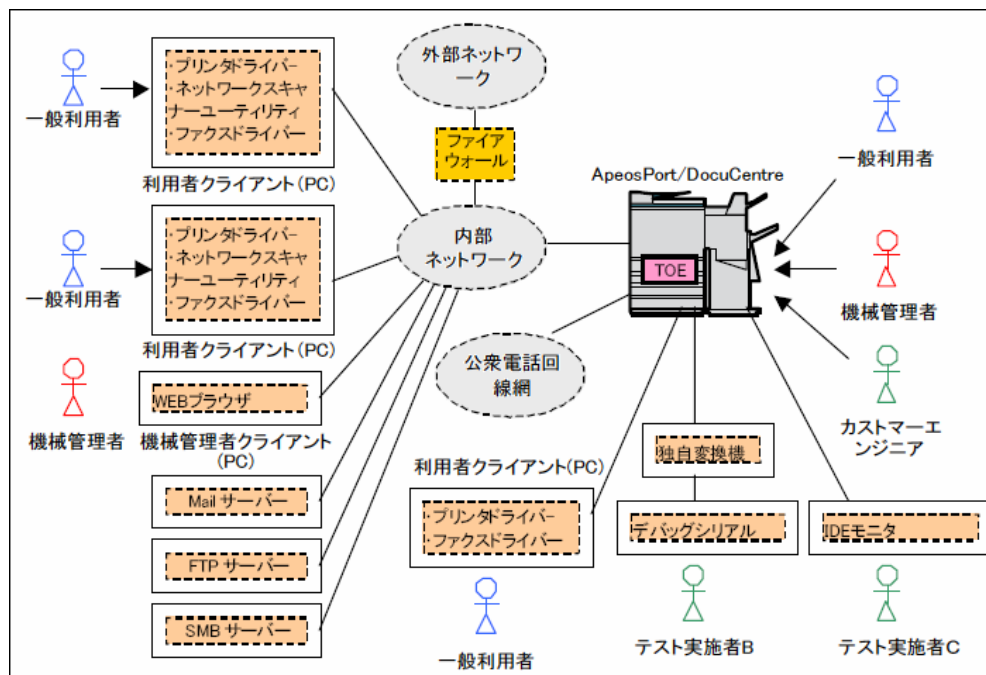 ・プリンタドライバー
・ネットワークスキャ
ナーユーティリティ
・ファクスドライバー
一般利用者
利用者クライアント(PC)
外部ネットワ
ーク
ファイア
ウォール
内部
ネットワーク
ApeosPort/DocuCentre
TOE
一般利用者
機械管理者
カストマーエ
ンジニア
・プリンタドライバー
・ネットワークスキャ
ナーユーティリティ
・ファクスドライバー
一般利用者
利用者クライアント(PC)
公衆電話回
線網
WEBブラウザ
機械管理者
機械管理者クライアント
(PC)
Mail サーバー
FTP サーバー
SMB サーバー
利用者クライアント(PC)
・プリンタドライバー
・ファクスドライバー
一般利用者
独自変換機
デバッグシリアル
テスト実施者B
IDEモニタ
テスト実施者C